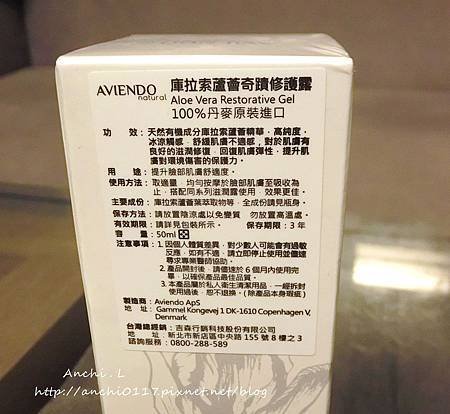 AVIENDO
natural
庫拉索蘆薈奇蹟修護露
Aloe Vera Restorative Gel
100%丹麥原裝進口
功　　效：天然有機成分庫拉索蘆薈精華，高純度，
冰涼觸感，舒緩肌膚不適感，對於肌膚有
良好的滋潤修復，回復肌膚彈性，提升肌
膚對環境傷害的保護力。
用　　途：提升臉部肌膚舒適度。
使用方法：取適量，均勻按摩於臉部肌膚至吸收為
止，搭配同系列滋潤露使用，效果更佳。
主要成份：庫拉索蘆薈葉萃取物等，全成份請見瓶身。
保存方法：請放置陰涼處以免變質，勿放置高溫處。
有效期限：請詳見包裝所示。　保存期限：3 年
容　　量：50ml
注意事項：1.因個人體質差異，對少數人可能會有過敏
反應，如有不適，請立即停止使用並儘速
尋求專業醫師協助。
2.產品開封後，請儘速於 6 個月內使用完
畢，以確保產品最佳品質。
3.本產品屬於私人衛生清潔用品，一經拆封
使用過後，恕不退換。(除產品本身瑕疵)
製造商：Aviendo ApS
地　　址：Gammel Kongevej 1 DK-1610 Copenhagen V,
Denmark
台灣總經銷：吉森行銷科技股份有限公司
地　　址：新北市新店區中央路 155 號 8 樓之 3
諮詢服務：0800-288-589
Anchi . L
http://anchi0117.pixnet.net/blog